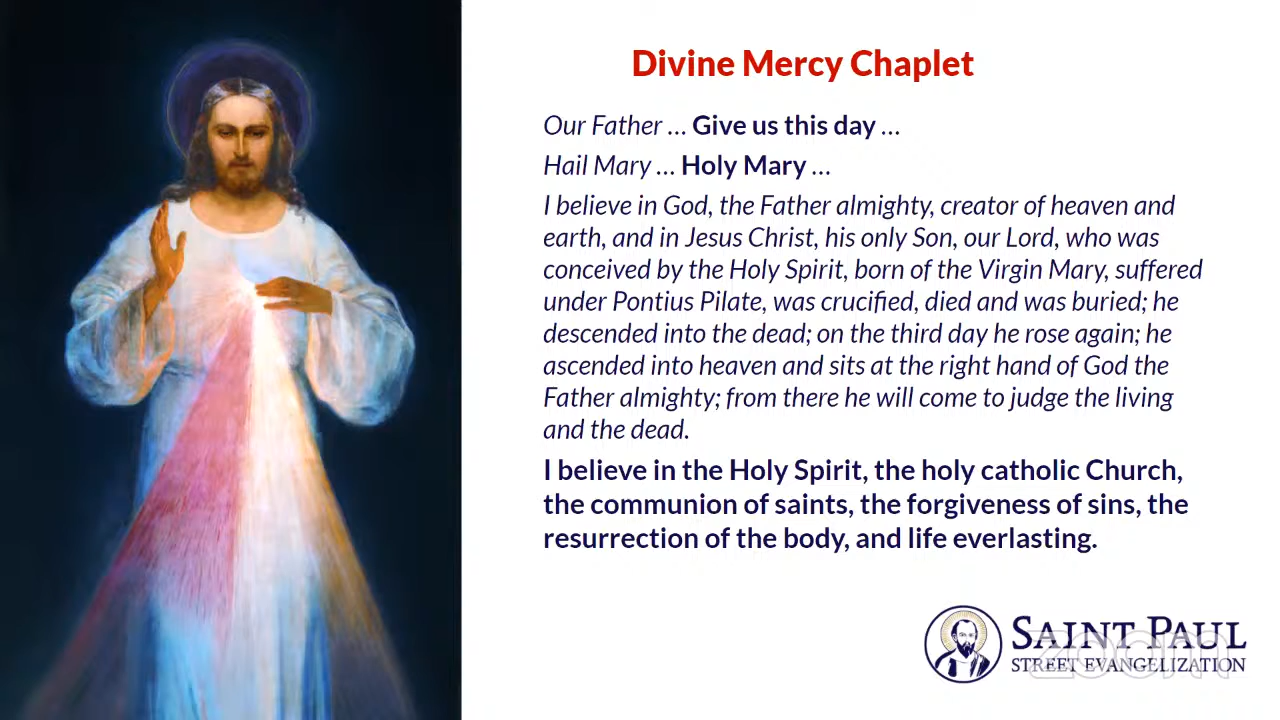 Divine Mercy Chaplet
Our Father ... Give us this day ...
Hail Mary ... Holy Mary ...
I believe in God, the Father almighty, creator of heaven and
earth, and in Jesus Christ, his only Son, our Lord, who was
conceived by the Holy Spirit, born of the Virgin Mary, suffered
under Pontius Pilate, was crucified, died and was buried; he
descended into the dead; on the third day he rose again; he
ascended into heaven and sits at the right hand of God the
Father almighty; from there he will come to judge the living
and the dead.
I believe in the Holy Spirit, the holy catholic Church,
the communion of saints, the forgiveness of sins, the
resurrection of the body, and life everlasting.
SAINT PAUL
STREET EVANGELIZATION
zoom